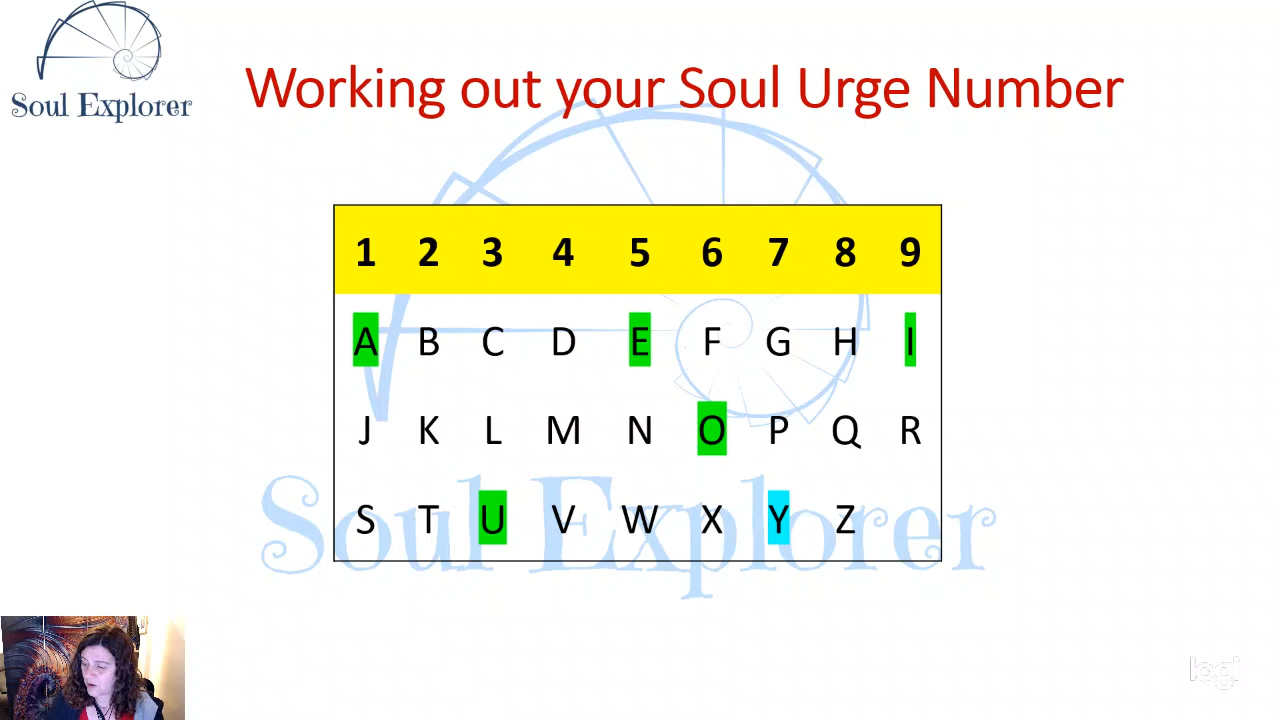 Soul Explorer
Working out your Soul Urge Number
1 2 3 4 5 6 7 8 9
A B C D E F G H I
J K L M N O P Q R
S T U V W X Y Z
Soul Explorer
logi